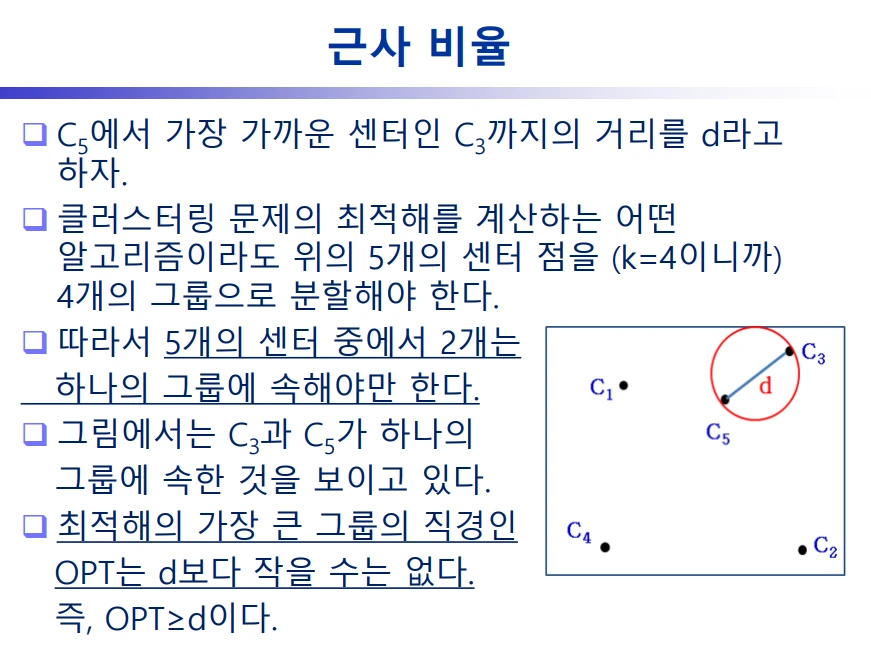 근사 비율
❑ C₅에서 가장 가까운 센터인 C₃까지의 거리를 d라고
하자.
❑ 클러스터링 문제의 최적해를 계산하는 어떤
알고리즘이라도 위의 5개의 센터 점을 (k=4이니까)
4개의 그룹으로 분할해야 한다.
❑ 따라서 5개의 센터 중에서 2개는
하나의 그룹에 속해야만 한다.
❑ 그림에서는 C₃과 C₅가 하나의
그룹에 속한 것을 보이고 있다.
❑ 최적해의 가장 큰 그룹의 직경인
OPT는 d보다 작을 수는 없다.
즉, OPT≥d이다.
C₃
C₁
d
C₅
C₄
C₂